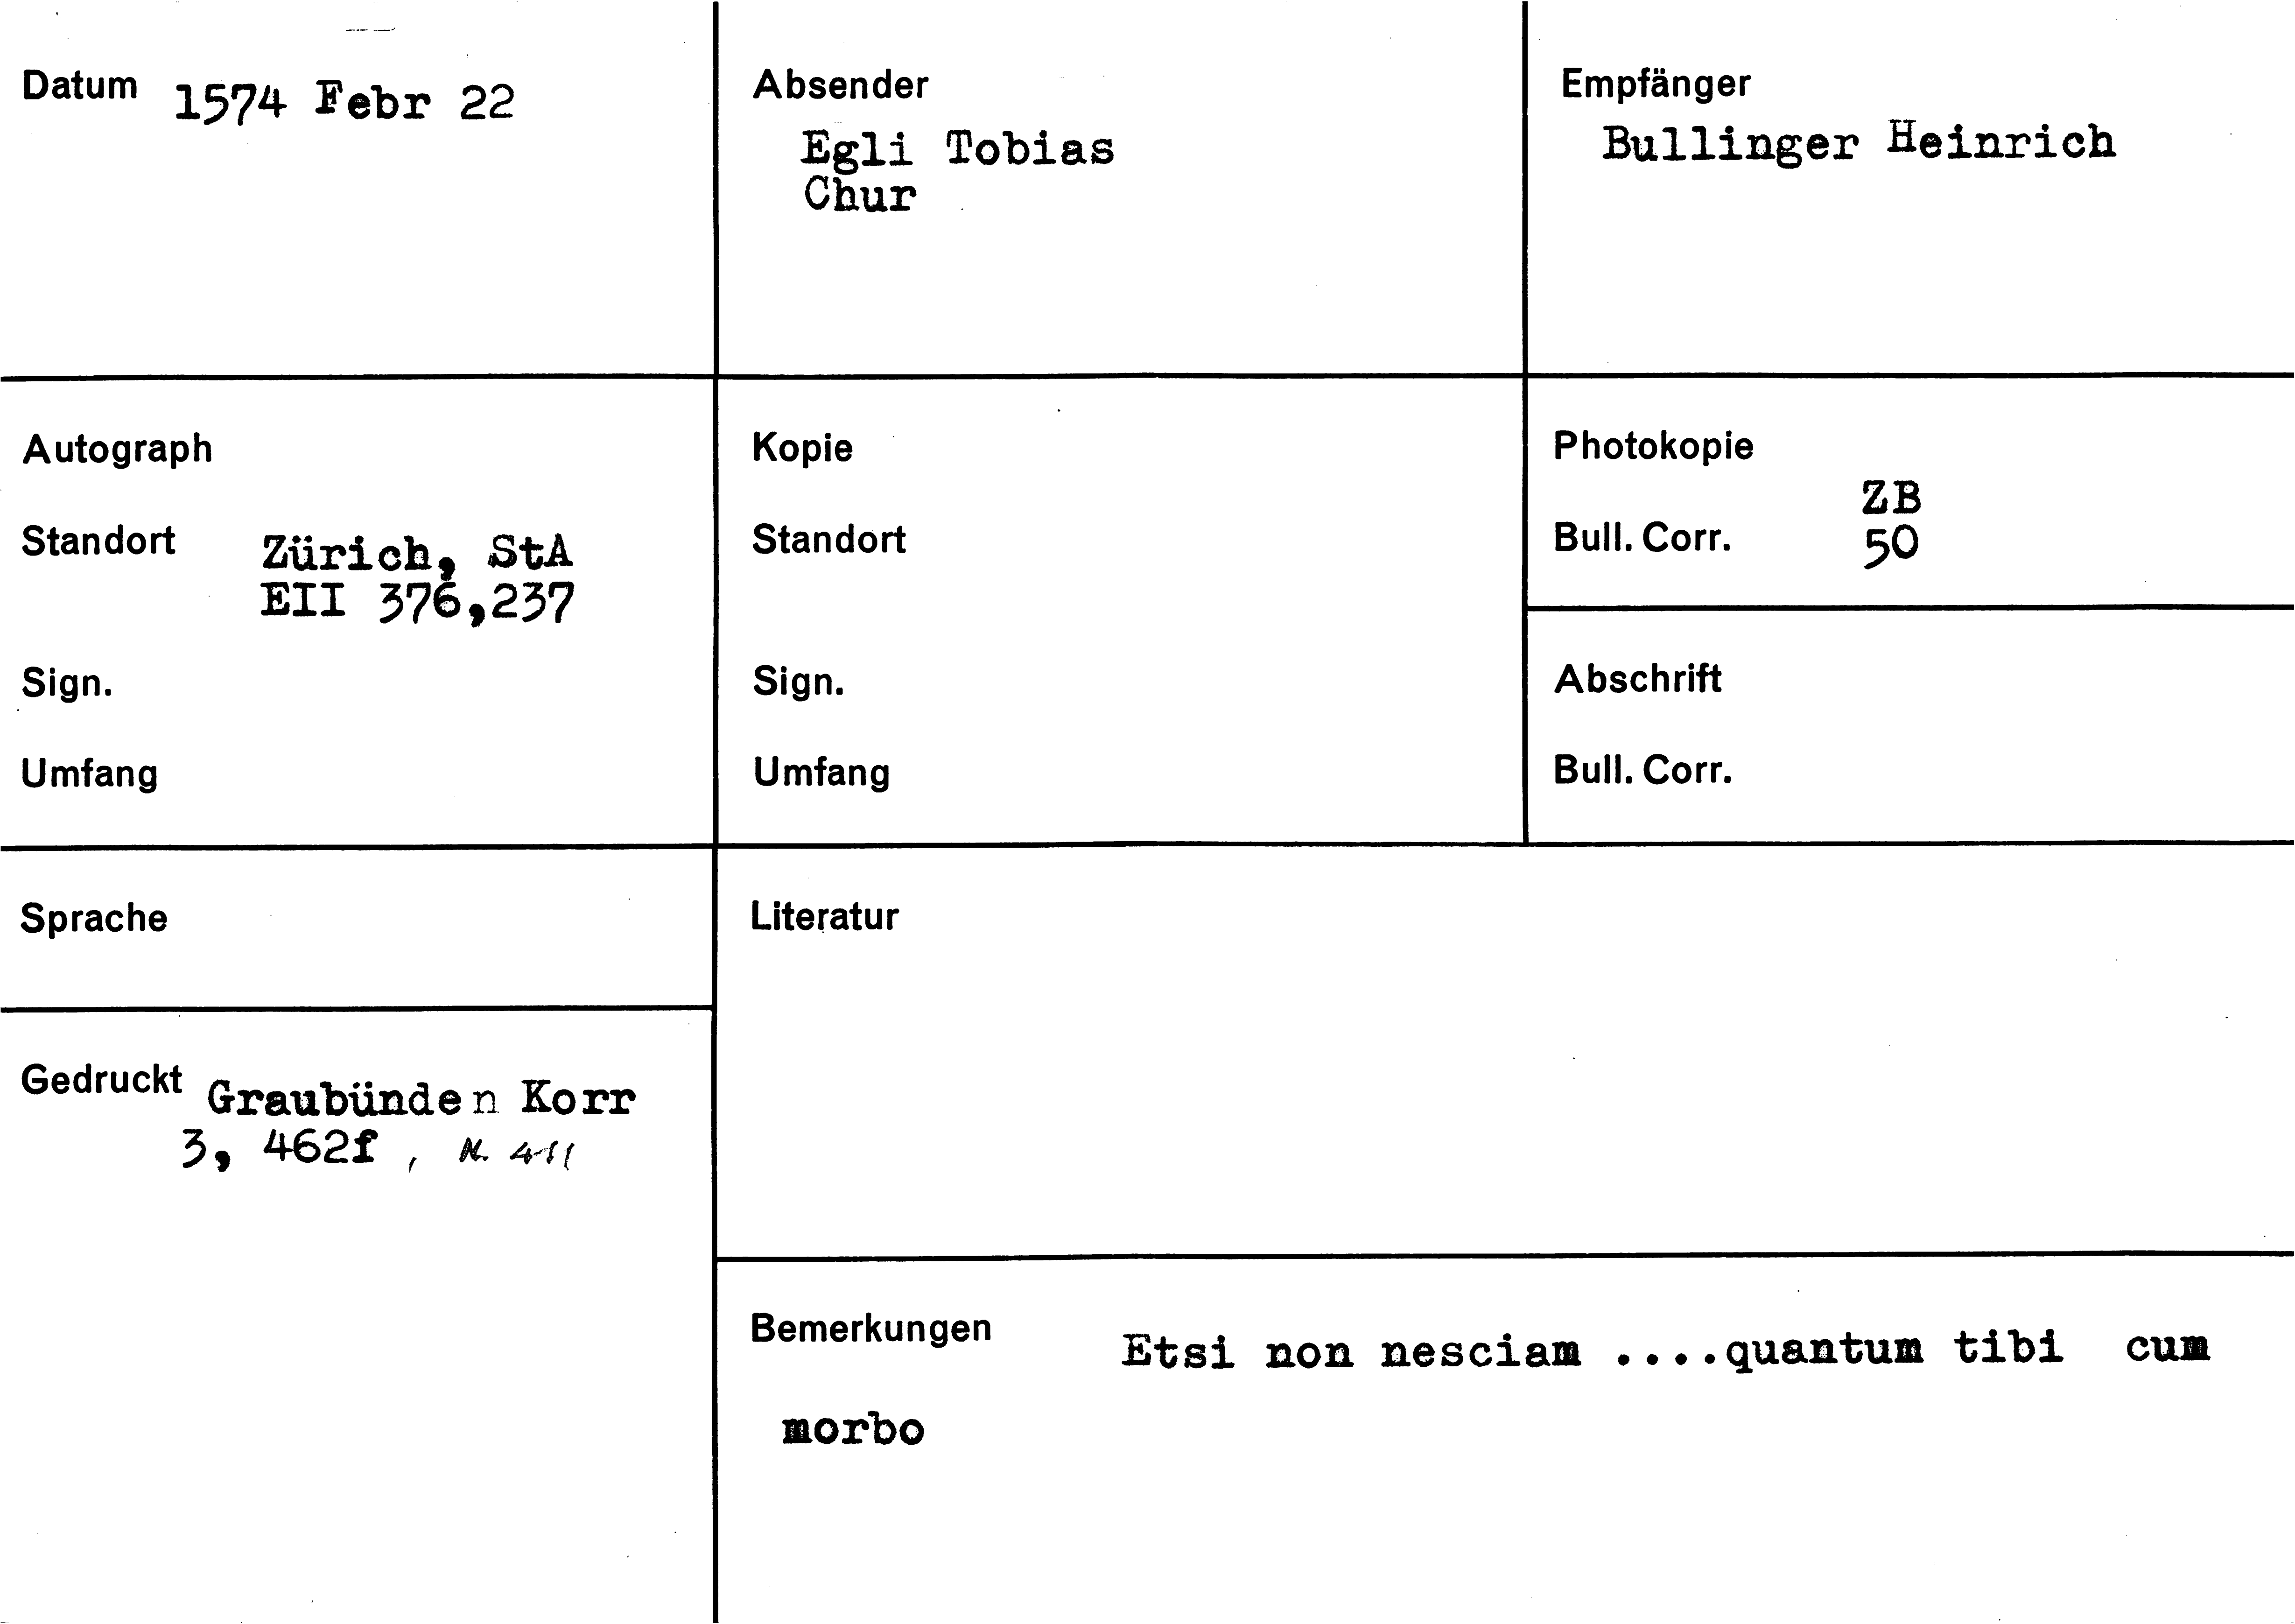 Datum 1574 Febr 22
Absender
Egli Tobias
Chur
Empfänger
Bullinger Heinrich
Autograph
Standort Zürich, StA
EII 376,237
Sign.
Umfang
Kopie
Standort
Sign.
Umfang
Photokopie
ZB
Bull. Corr. 50
Abschrift
Bull. Corr.
Sprache
Literatur
Gedruckt Graubünden Korr
3, 462f ,
Bemerkungen Etsi non nesciam ....quantum tibi cum
morbo